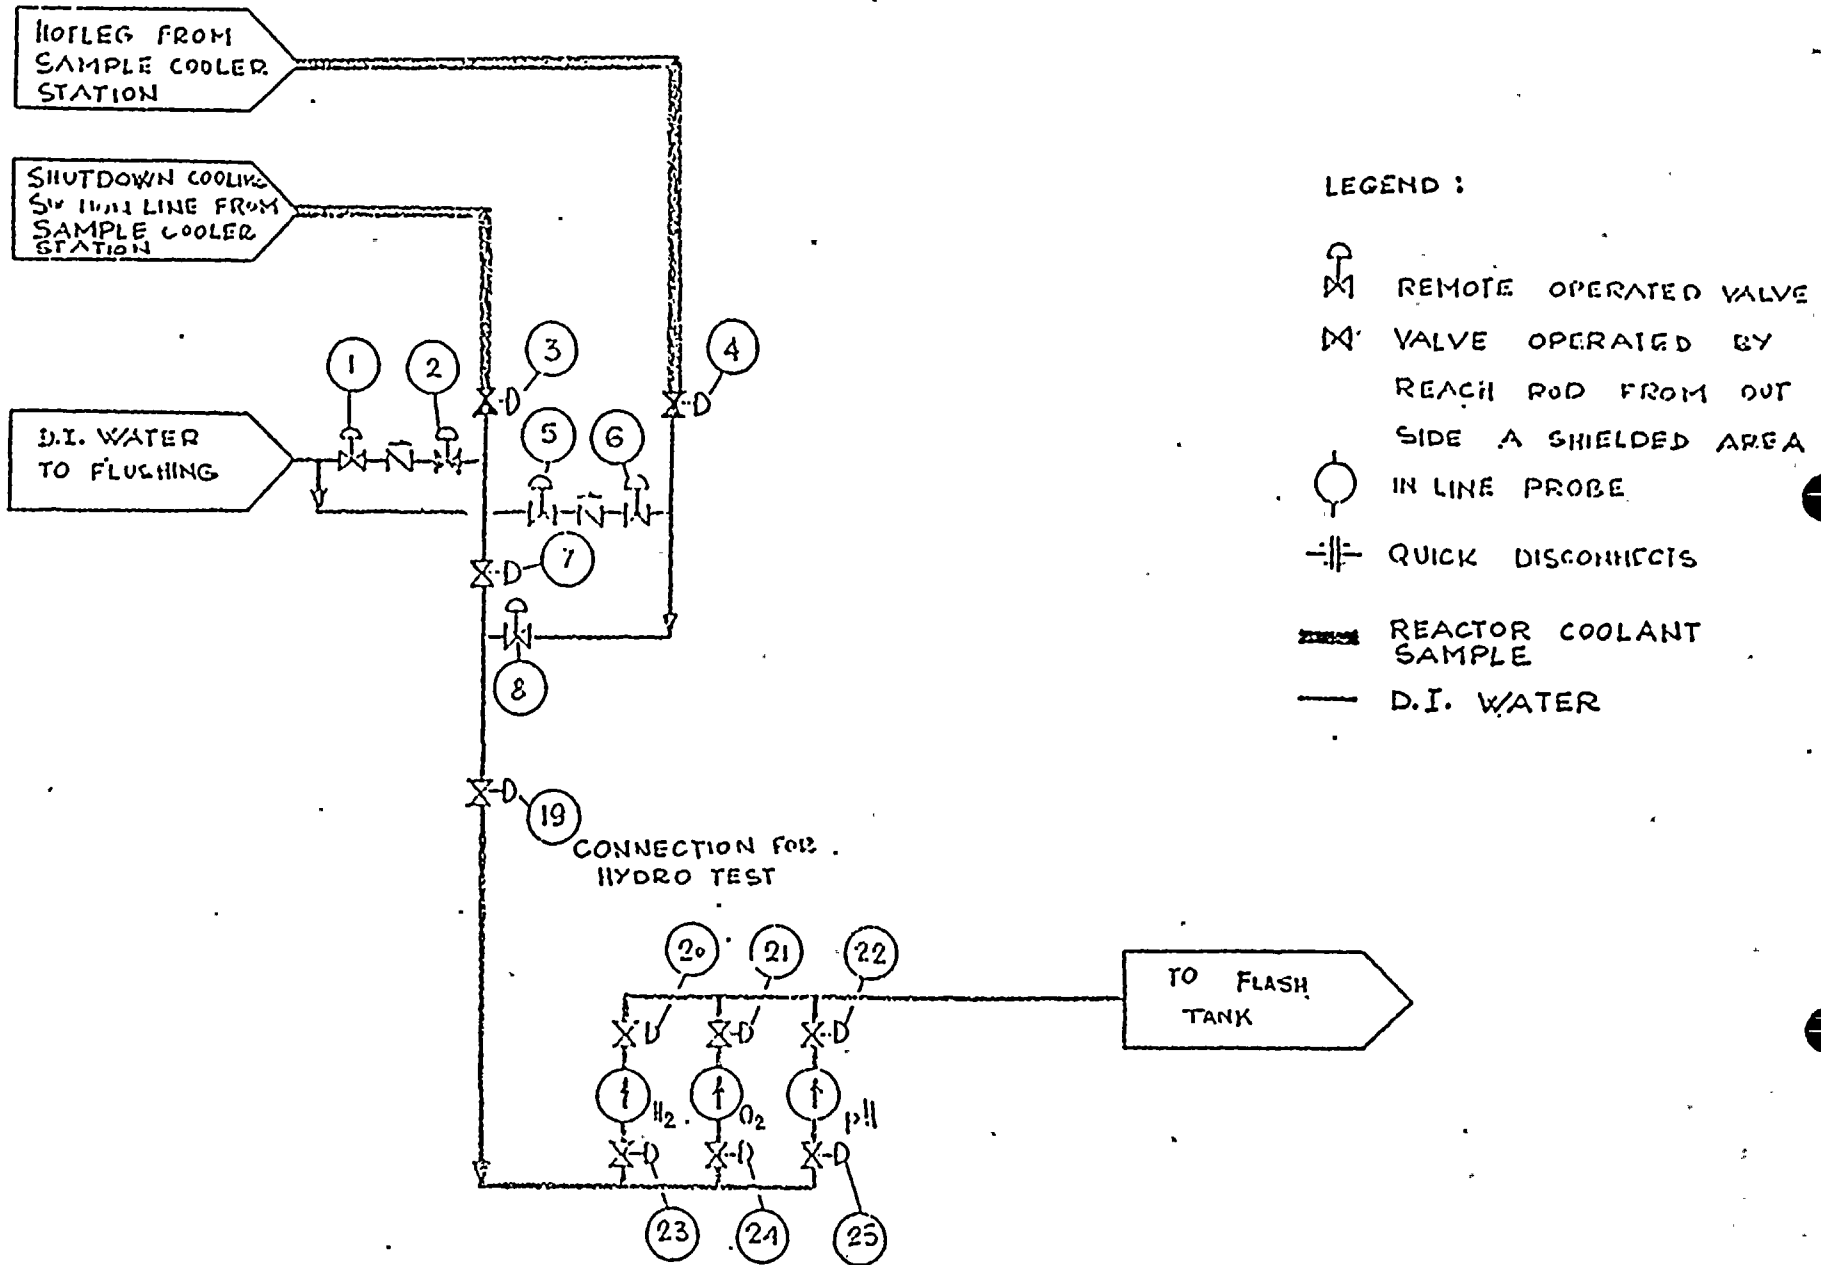 HOTLEG FROM
SAMPLE COOLER
STATION
SHUTDOWN COOLING
LINE FROM
SAMPLE COOLER
STATION
D.I. WATER
TO FLUSHING
1
2
3
4
5
6
7
8
19
CONNECTION FOR
HYDRO TEST
20
21
22
H2
O2
pH
23
24
25
TO FLASH
TANK
LEGEND :
REMOTE OPERATED VALVE
VALVE OPERATED BY
REACH ROD FROM OUT
SIDE A SHIELDED AREA
IN LINE PROBE
QUICK DISCONNECTS
REACTOR COOLANT
SAMPLE
D.I. WATER